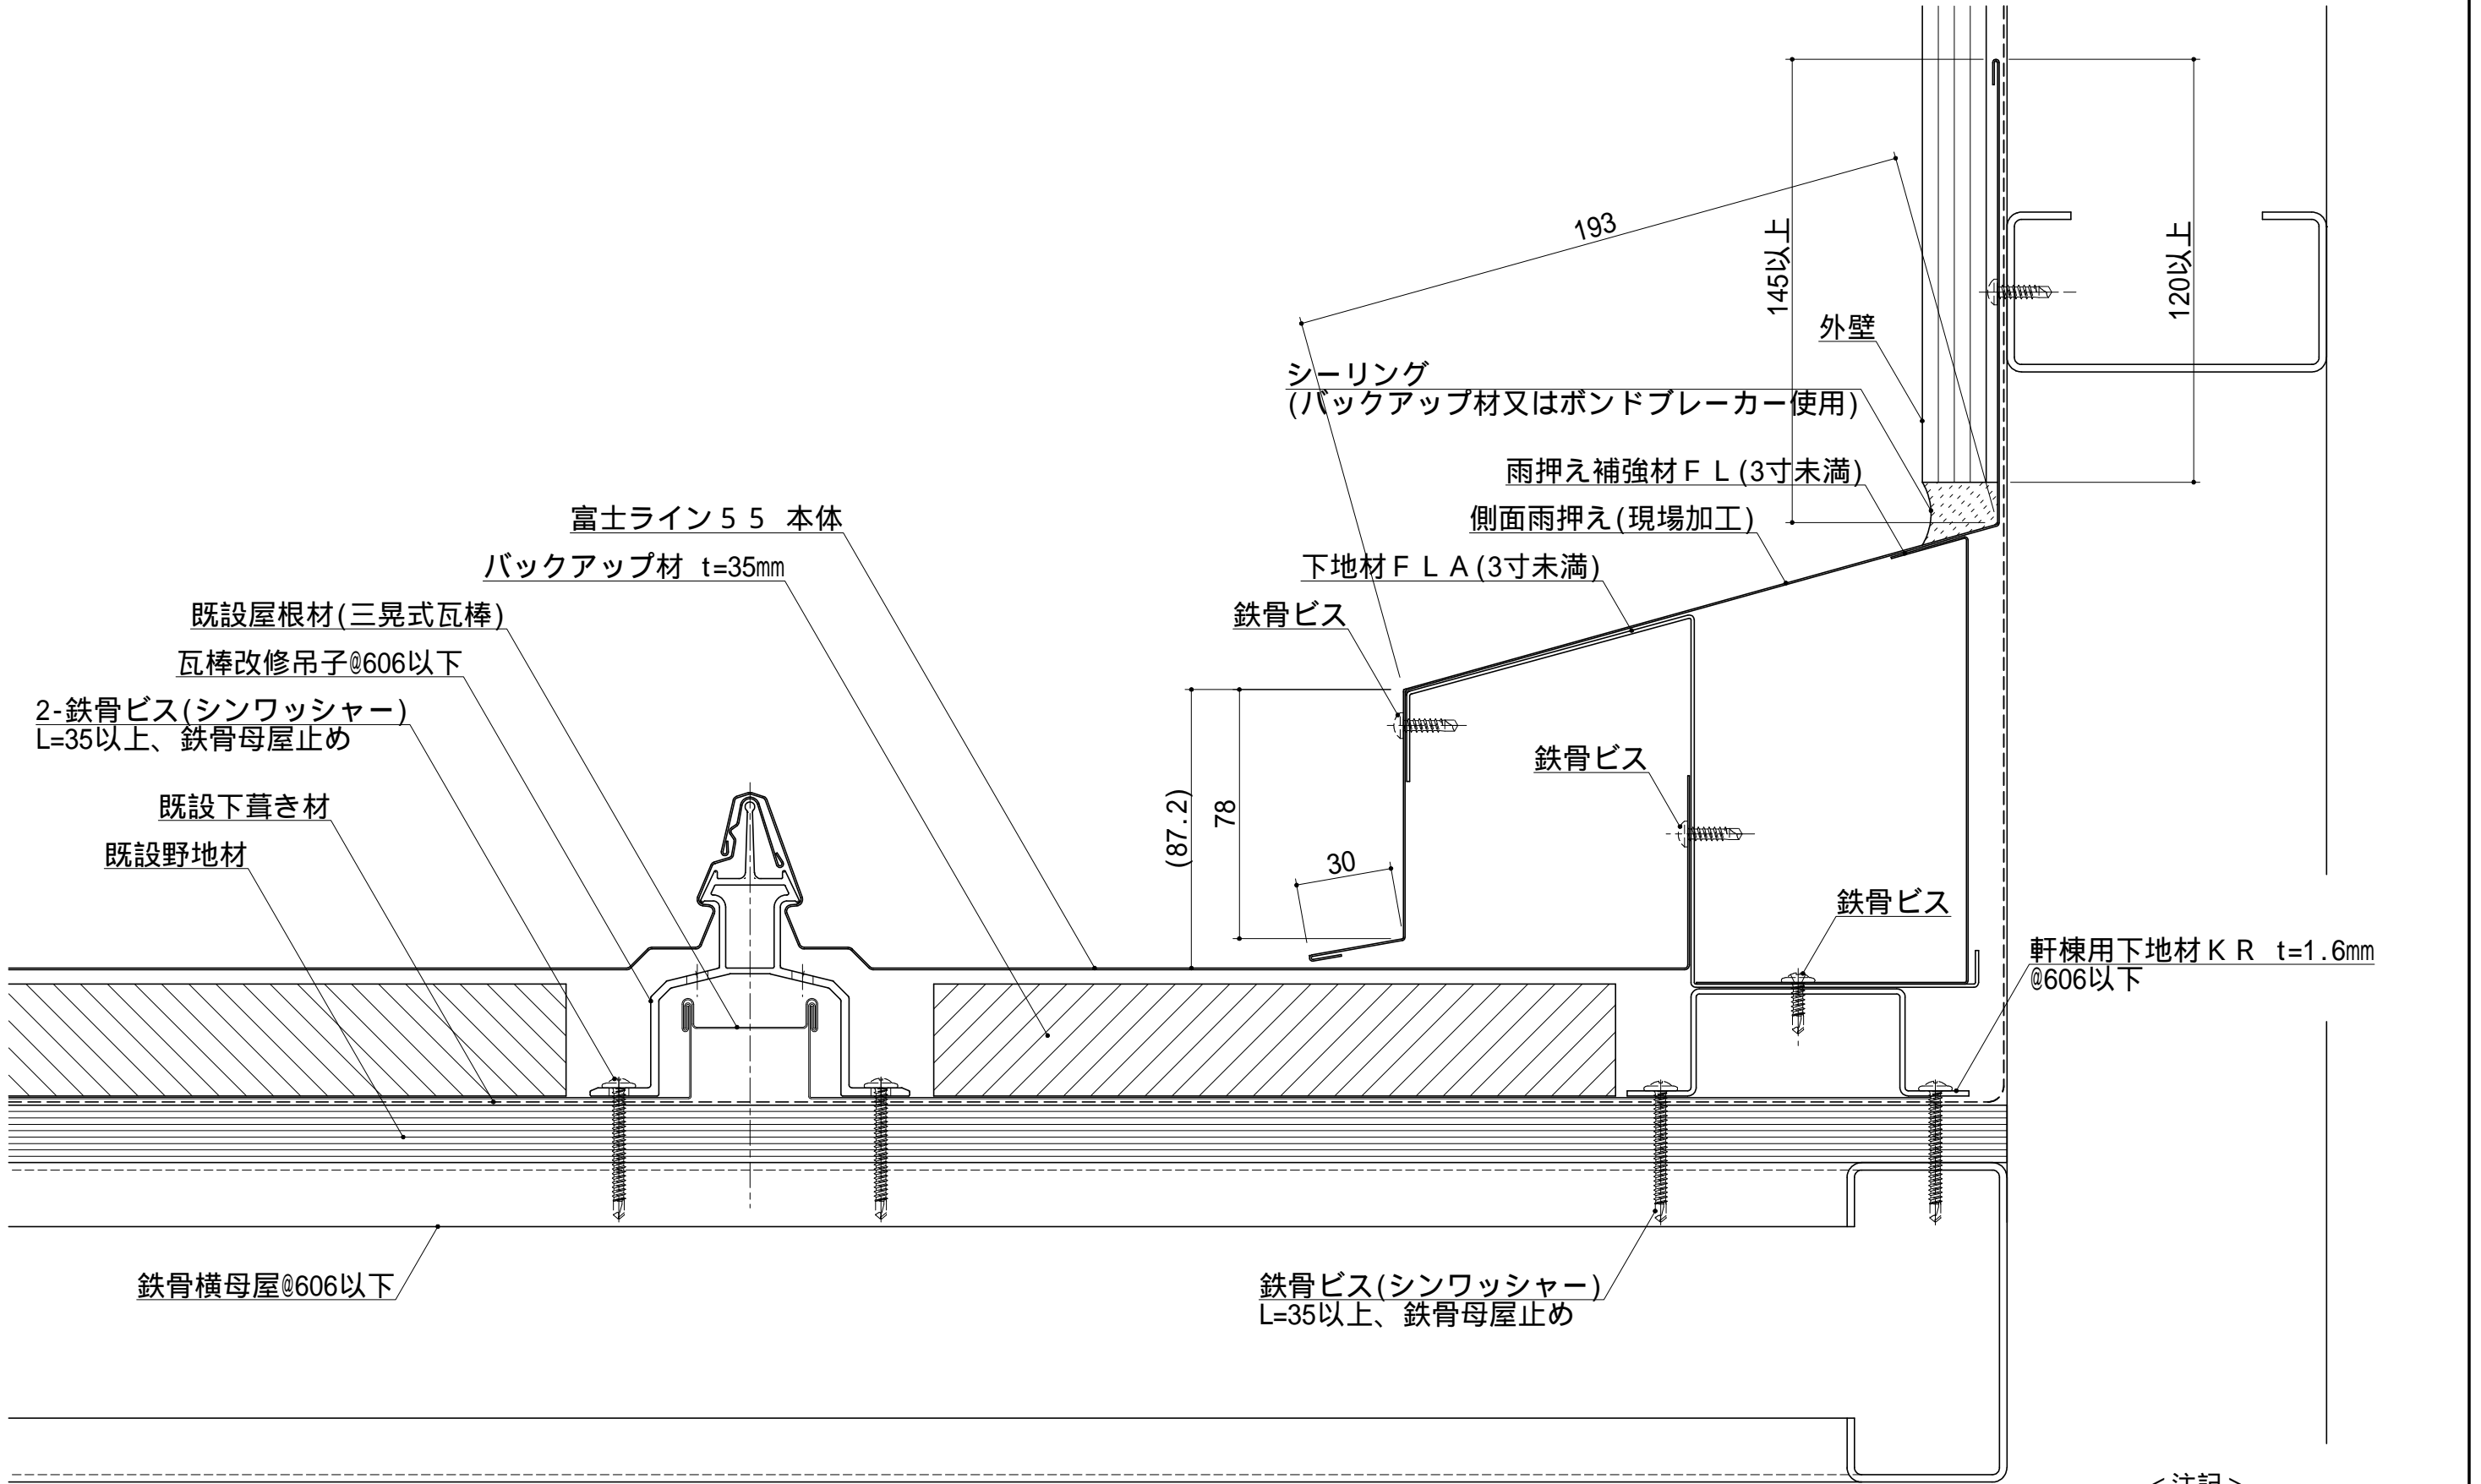 193
145以上
120以上
外壁
シーリング
(バックアップ材又はボンドブレーカー使用)
雨押え補強材ＦＬ(3寸未満)
側面雨押え(現場加工)
下地材ＦＬＡ(3寸未満)
鉄骨ビス
富士ライン５５ 本体
バックアップ材 t=35㎜
既設屋根材(三晃式瓦棒)
瓦棒改修吊子@606以下
2-鉄骨ビス(シンワッシャー)
L=35以上、鉄骨母屋止め
既設下葺き材
既設野地材
(87.2)
78
30
鉄骨ビス
鉄骨ビス
軒棟用下地材ＫＲ t=1.6㎜
@606以下
鉄骨横母屋@606以下
鉄骨ビス(シンワッシャー)
L=35以上、鉄骨母屋止め
＜注記＞